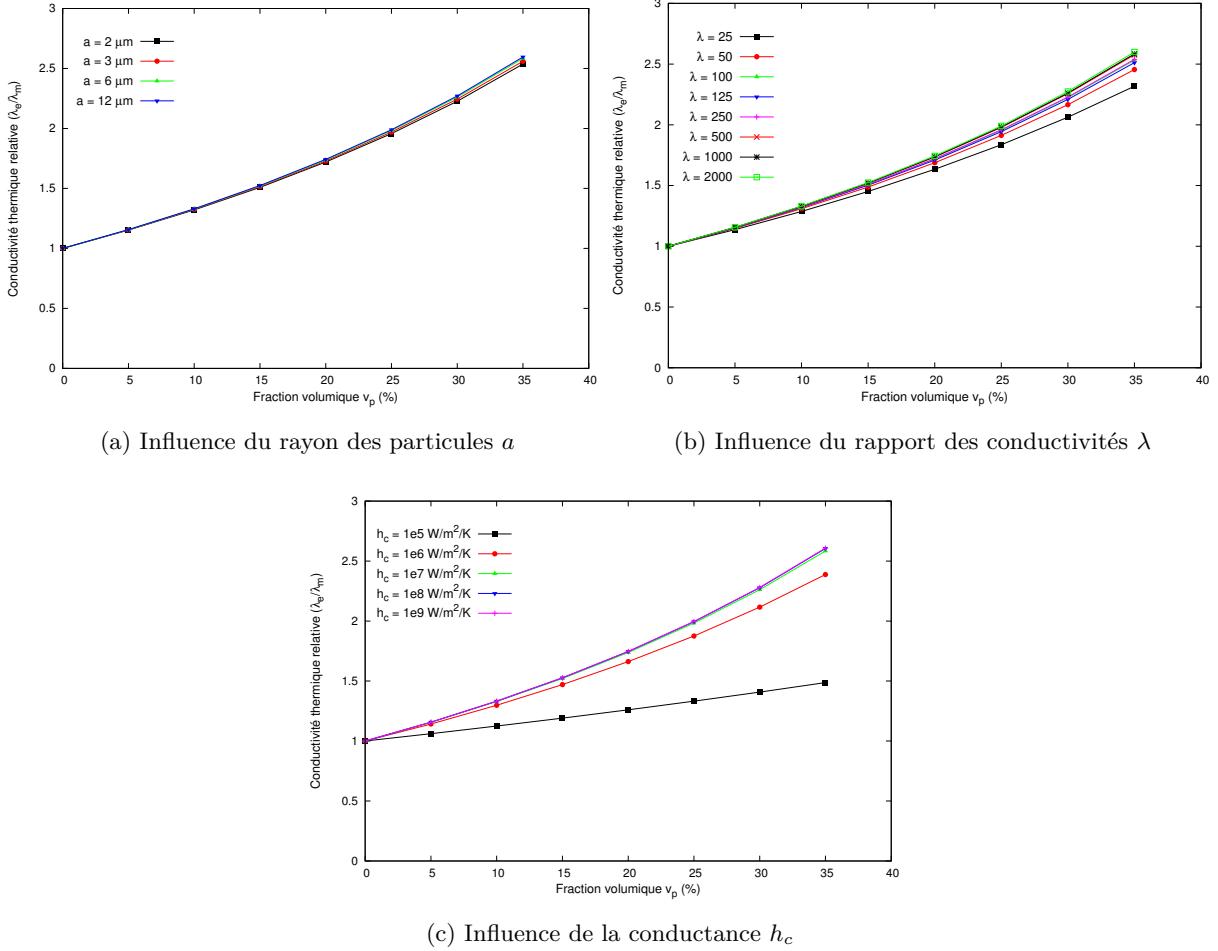 3
2.5
2
1.5
1
0.5
0
0 5 10 15 20 25 30 35 40
Conductivité thermique relative (λe/λm)
Fraction volumique vp (%)
a = 2 µm
a = 3 µm
a = 6 µm
a = 12 µm
(a) Influence du rayon des particules a
3
2.5
2
1.5
1
0.5
0
0 5 10 15 20 25 30 35 40
Conductivité thermique relative (λe/λm)
Fraction volumique vp (%)
λ = 25
λ = 50
λ = 100
λ = 125
λ = 250
λ = 500
λ = 1000
λ = 2000
(b) Influence du rapport des conductivités λ
3
2.5
2
1.5
1
0.5
0
0 5 10 15 20 25 30 35 40
Conductivité thermique relative (λe/λm)
Fraction volumique vp (%)
hc = 1e5 W/m²/K
hc = 1e6 W/m²/K
hc = 1e7 W/m²/K
hc = 1e8 W/m²/K
hc = 1e9 W/m²/K
(c) Influence de la conductance hc